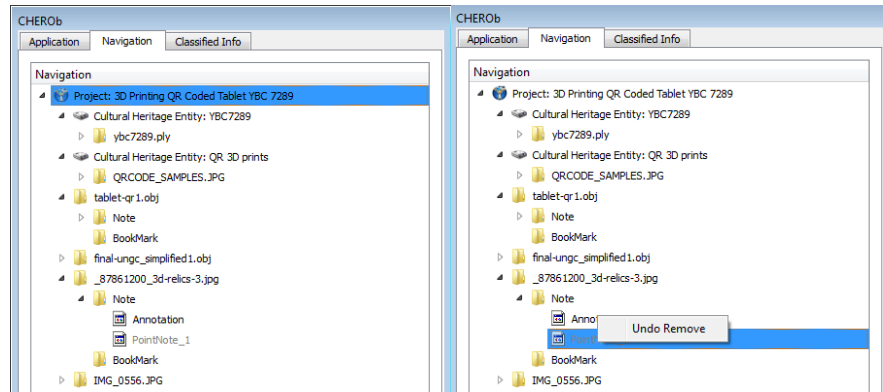 CHEROb
Application Navigation Classified Info
Navigation
Project: 3D Printing QR Coded Tablet YBC 7289
Cultural Heritage Entity: YBC7289
ybc7289.ply
Cultural Heritage Entity: QR 3D prints
QRCODE_SAMPLES.JPG
tablet-qr1.obj
Note
BookMark
final-ungc_simplified1.obj
_87861200_3d-relics-3.jpg
Note
Annotation
PointNote_1
BookMark
IMG_0556.JPG
CHEROb
Application Navigation Classified Info
Navigation
Project: 3D Printing QR Coded Tablet YBC 7289
Cultural Heritage Entity: YBC7289
ybc7289.ply
Cultural Heritage Entity: QR 3D prints
QRCODE_SAMPLES.JPG
tablet-qr1.obj
Note
BookMark
final-ungc_simplified1.obj
_87861200_3d-relics-3.jpg
Note
Undo Remove
BookMark
IMG_0556.JPG